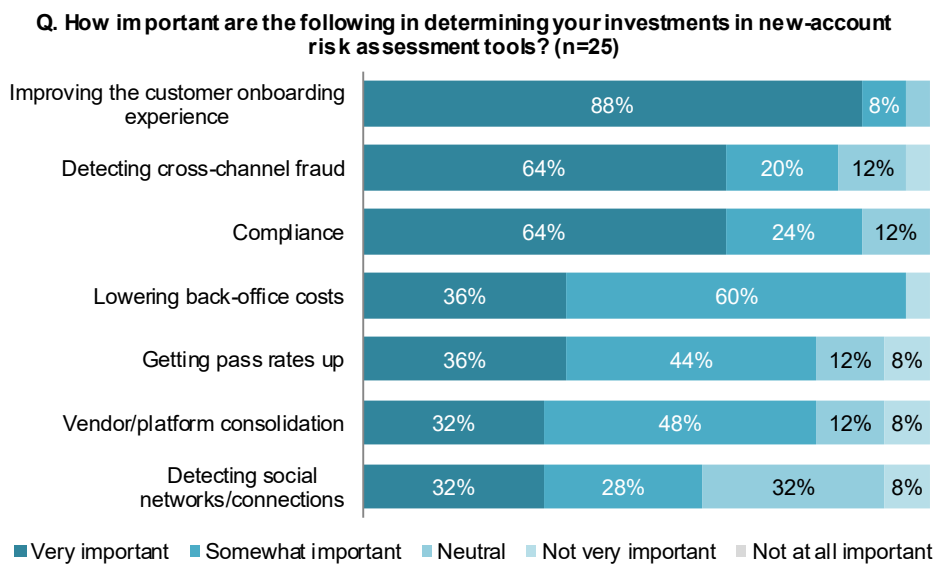 Q. How important are the following in determining your investments in new-account
risk assessment tools? (n=25)
Improving the customer onboarding
experience
88%
8%
Detecting cross-channel fraud
64%
20%
12%
Compliance
64%
24%
12%
Lowering back-office costs
36%
60%
Getting pass rates up
36%
44%
12%
8%
Vendor/platform consolidation
32%
48%
12%
8%
Detecting social
networks/connections
32%
28%
32%
8%
Very important
Somewhat important
Neutral
Not very important
Not at all important